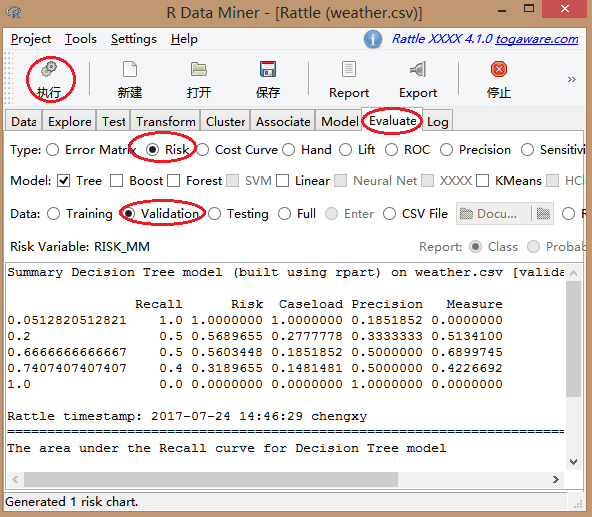 R Data Miner - [Rattle (weather.csv)]
Project Tools Settings Help Rattle XXXX 4.1.0 togaware.com
执行 新建 打开 保存 Report Export 停止
Data Explore Test Transform Cluster Associate Model Evaluate Log
Type: Error Matrix Risk Cost Curve Hand Lift ROC Precision Sensitivi
Model: Tree Boost Forest SVM Linear Neural Net XXXX KMeans HCl
Data: Training Validation Testing Full Enter CSV File Docu... R
Risk Variable: RISK_MM Report: Class Probab
Summary Decision Tree model (built using rpart) on weather.csv [valida
Recall Risk Caseload Precision Measure
0.0512820512821 1.0 1.0000000 1.0000000 0.1851852 0.0000000
0.2 0.5 0.5689655 0.2777778 0.3333333 0.5134100
0.6666666666667 0.5 0.5603448 0.1851852 0.5000000 0.6899745
0.7407407407407 0.4 0.3189655 0.1481481 0.5000000 0.4226692
1.0 0.0 0.0000000 0.0000000 1.0000000 0.0000000
Rattle timestamp: 2017-07-24 14:46:29 chengxy
======================================================================
The area under the Recall curve for Decision Tree model
Generated 1 risk chart.